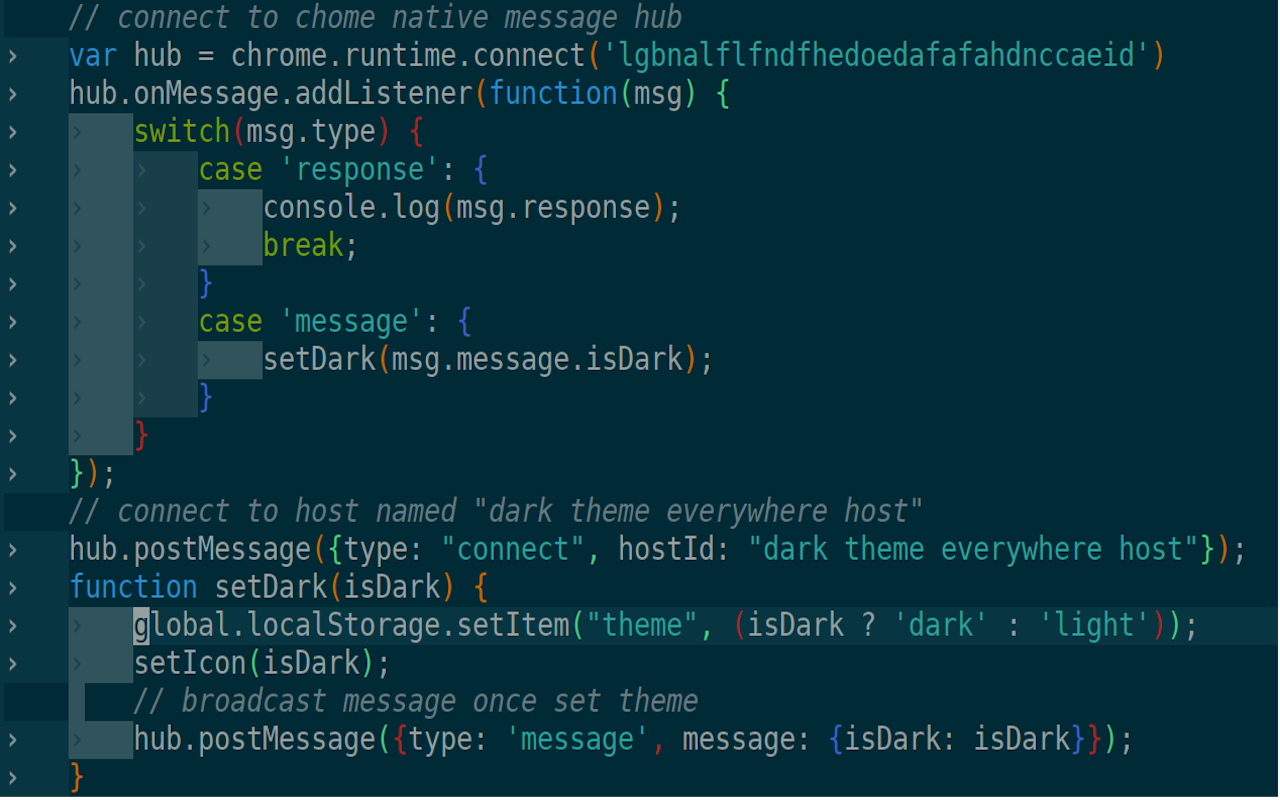 // connect to chome native message hub
var hub = chrome.runtime.connect('lgbnalflfndfhedoedafafahdnccaeid')
hub.onMessage.addListener(function(msg) {
switch(msg.type) {
case 'response': {
console.log(msg.response);
break;
}
case 'message': {
setDark(msg.message.isDark);
}
}
});
// connect to host named "dark theme everywhere host"
hub.postMessage({type: "connect", hostId: "dark theme everywhere host"});
function setDark(isDark) {
global.localStorage.setItem("theme", (isDark ? 'dark' : 'light'));
setIcon(isDark);
// broadcast message once set theme
hub.postMessage({type: 'message', message: {isDark: isDark}});
}